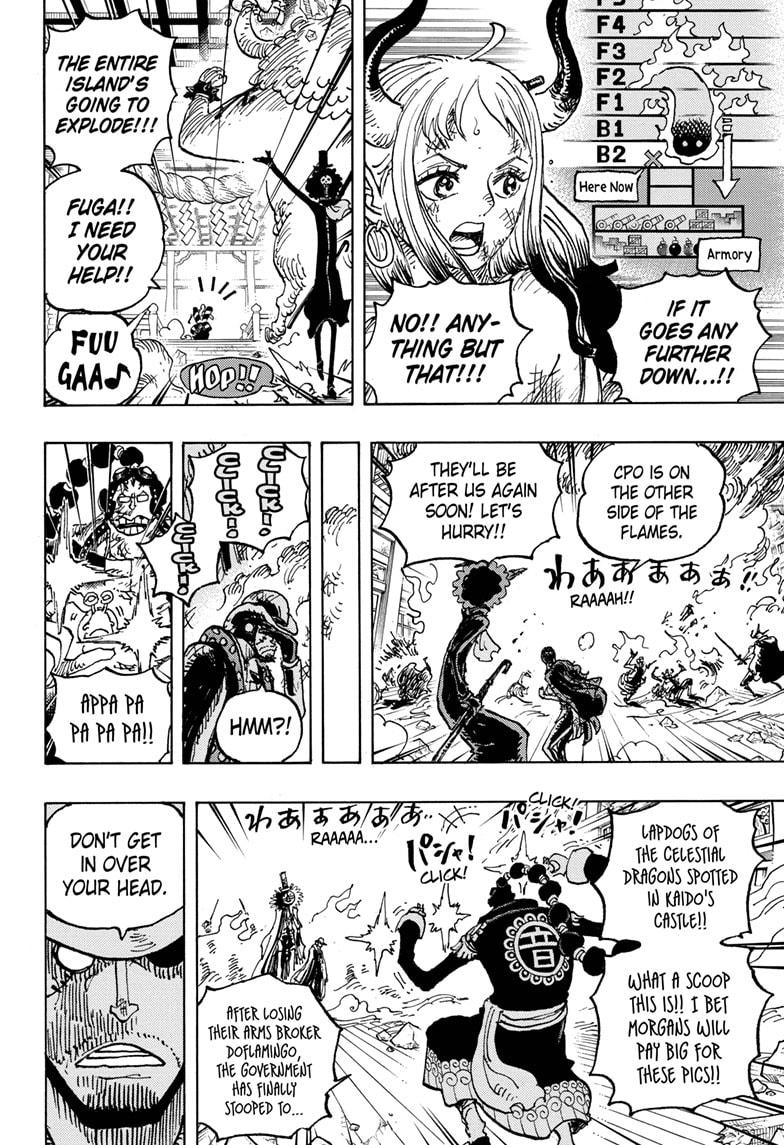 F4
F3
F2
F1
B1
B2
Here Now
Armory
IF IT
GOES ANY
FURTHER
DOWN...!!
NO!! ANY-
THING BUT
THAT!!!
THE ENTIRE
ISLAND'S
GOING TO
EXPLODE!!!
FUGA!!
I NEED
YOUR
HELP!!
FUU
GAA♪
HOP!!
CPO IS ON
THE OTHER
SIDE OF THE
FLAMES.
THEY'LL BE
AFTER US AGAIN
SOON! LET'S
HURRY!!
わあああああ!!
RAAAAH!!
CLICK!
CLICK!
CLICK!
CLICK!
HMM?!
APPA PA
PA PA PA!!
LAPDOGS OF
THE CELESTIAL
DRAGONS SPOTTED
IN KAIDO'S
CASTLE!!
WHAT A SCOOP
THIS IS!! I BET
MORGANS WILL
PAY BIG FOR
THESE PICS!!
CLICK!
パシャ!
パシャ!
CLICK!
音
わあああああ...
RAAAAA...
AFTER LOSING
THEIR ARMS BROKER
DOFLAMINGO,
THE GOVERNMENT
HAS FINALLY
STOOPED TO...
DON'T GET
IN OVER
YOUR HEAD.